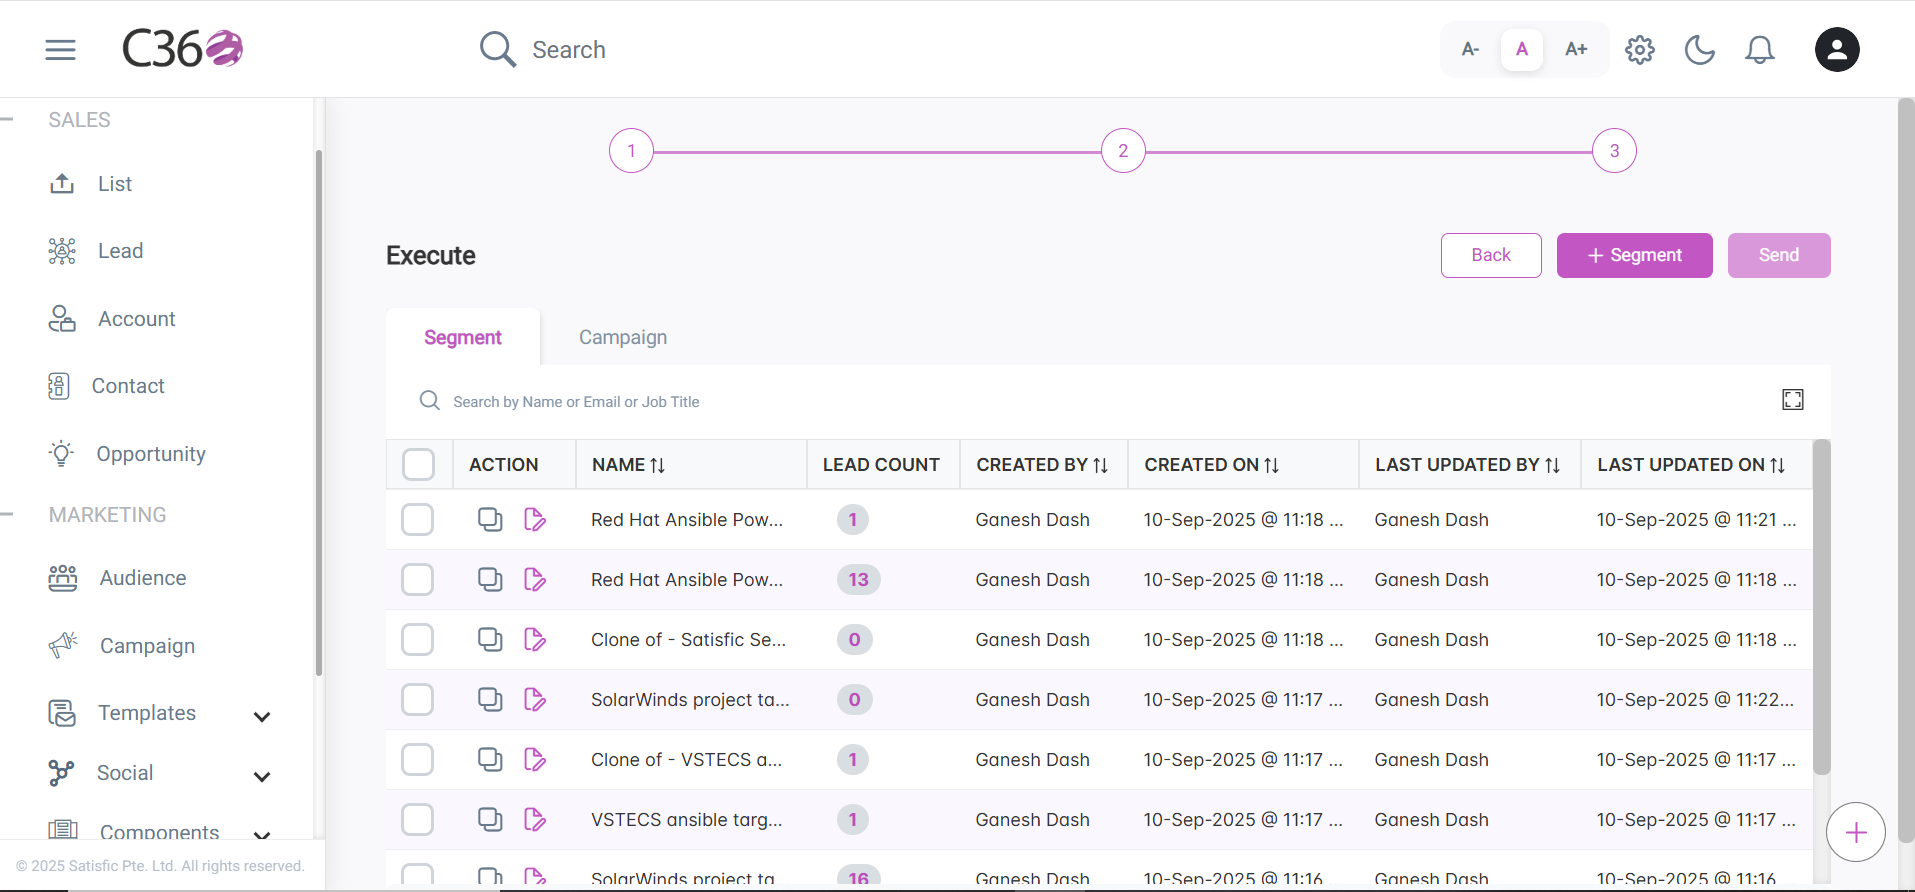 C360
Search
A- A A+
SALES
List
Lead
Account
Contact
Opportunity
MARKETING
Audience
Campaign
Templates
Social
Components
© 2025 Satisfic Pte. Ltd. All rights reserved.
1 2 3
Execute
Back + Segment Send
Segment Campaign
Search by Name or Email or Job Title
ACTION NAME LEAD COUNT CREATED BY CREATED ON LAST UPDATED BY LAST UPDATED ON
Red Hat Ansible Pow... 1 Ganesh Dash 10-Sep-2025 @ 11:18 ... Ganesh Dash 10-Sep-2025 @ 11:21 ...
Red Hat Ansible Pow... 13 Ganesh Dash 10-Sep-2025 @ 11:18 ... Ganesh Dash 10-Sep-2025 @ 11:18 ...
Clone of - Satisfic Se... 0 Ganesh Dash 10-Sep-2025 @ 11:18 ... Ganesh Dash 10-Sep-2025 @ 11:18 ...
SolarWinds project ta... 0 Ganesh Dash 10-Sep-2025 @ 11:17 ... Ganesh Dash 10-Sep-2025 @ 11:22...
Clone of - VSTECS a... 1 Ganesh Dash 10-Sep-2025 @ 11:17 ... Ganesh Dash 10-Sep-2025 @ 11:17 ...
VSTECS ansible targ... 1 Ganesh Dash 10-Sep-2025 @ 11:17 ... Ganesh Dash 10-Sep-2025 @ 11:17 ...
SolarWinds project ta 16 Ganesh Dash 10-Sep-2025 @ 11:16 Ganesh Dash 10-Sep-2025 @ 11:16